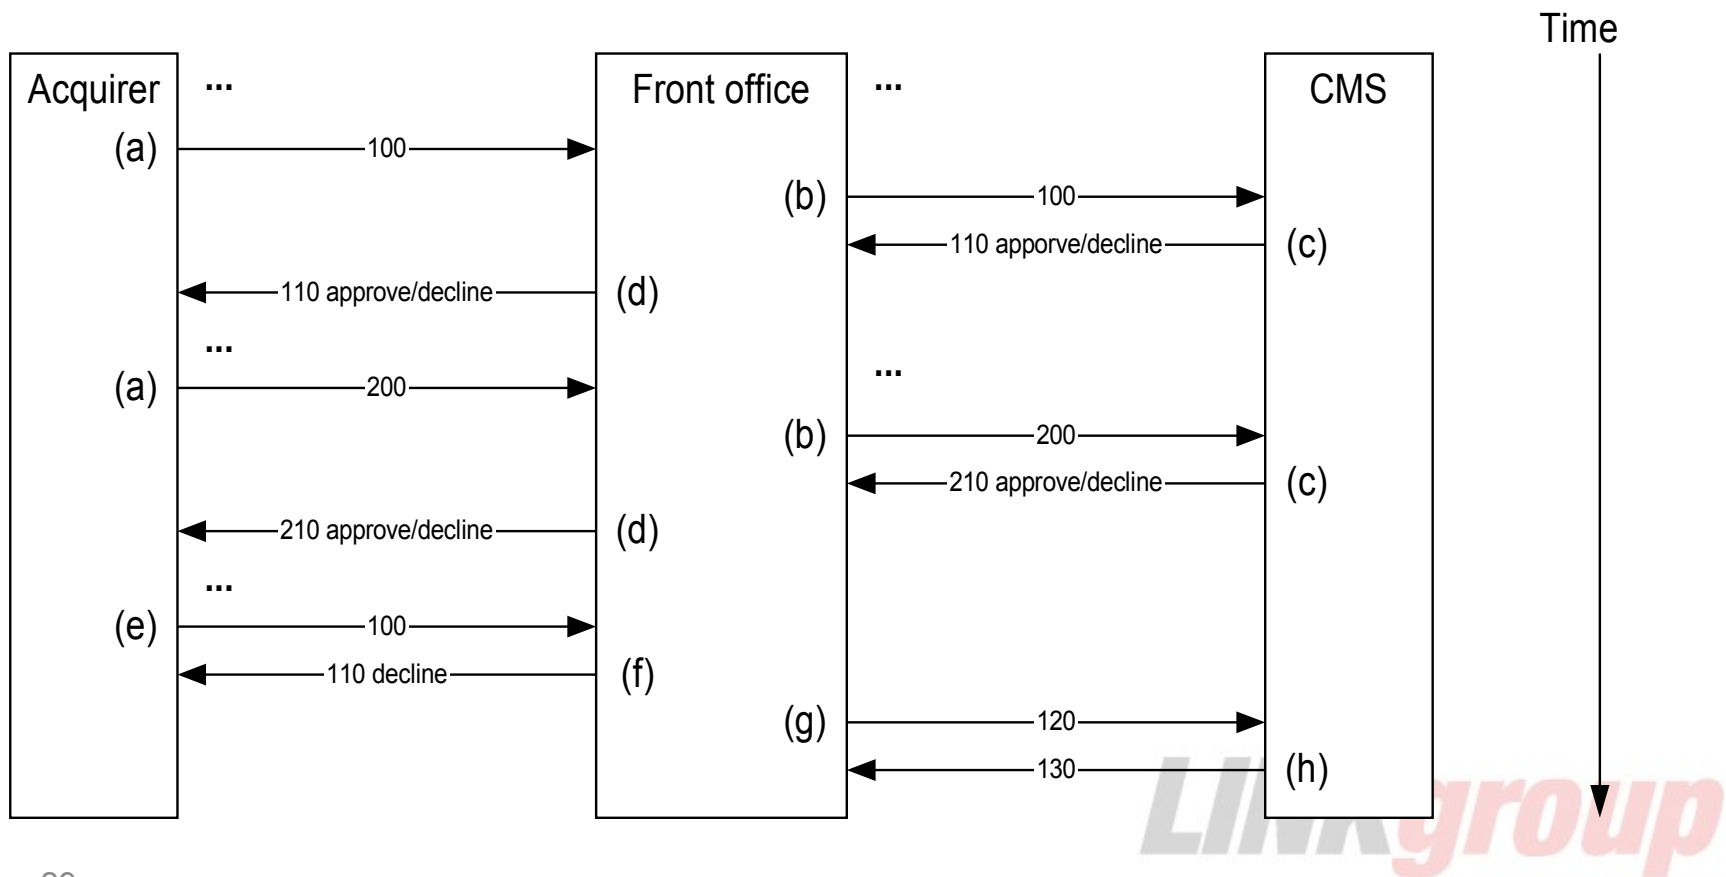 Time
Acquirer ... Front office ... CMS
(a) 100
(b) 100
110 apporve/decline (c)
110 approve/decline (d)
...
(a) 200
...
(b) 200
210 approve/decline (c)
210 approve/decline (d)
...
(e) 100
110 decline (f)
(g) 120
130 (h)
LINKgroup